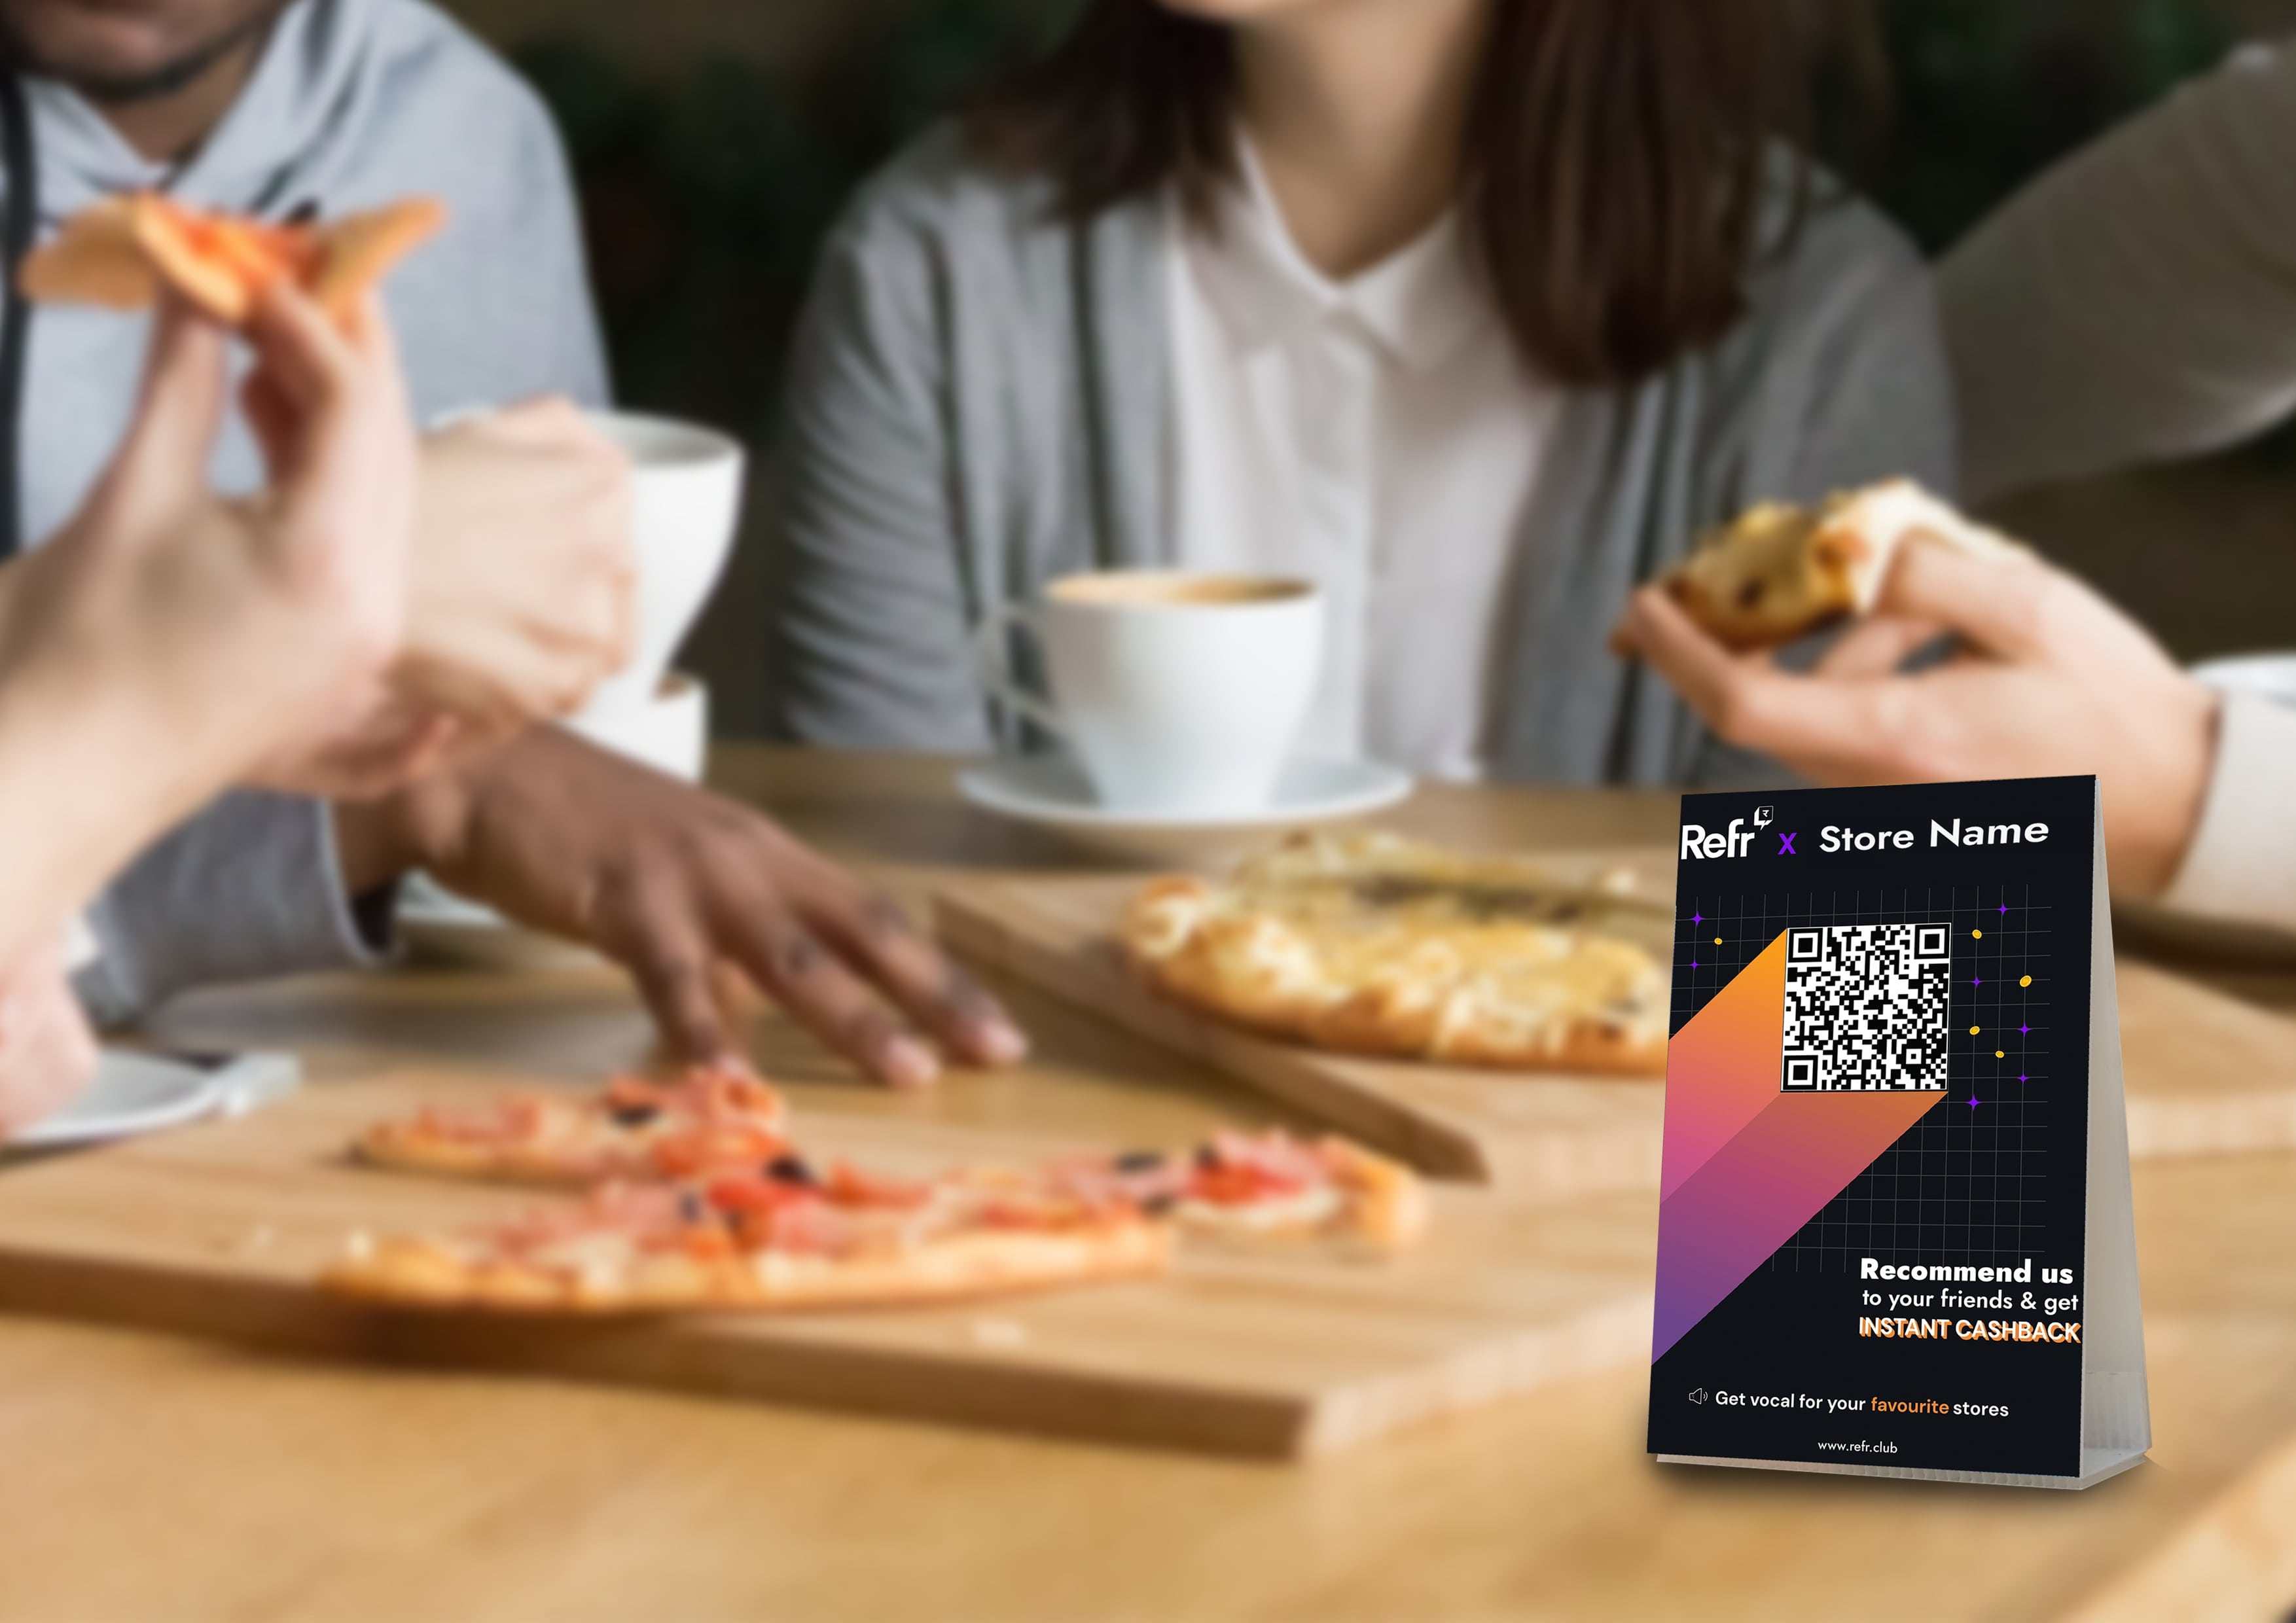 Refr₹ x Store Name
Recommend us
to your friends & get
INSTANT CASHBACK
Get vocal for your favourite stores
www.refr.club